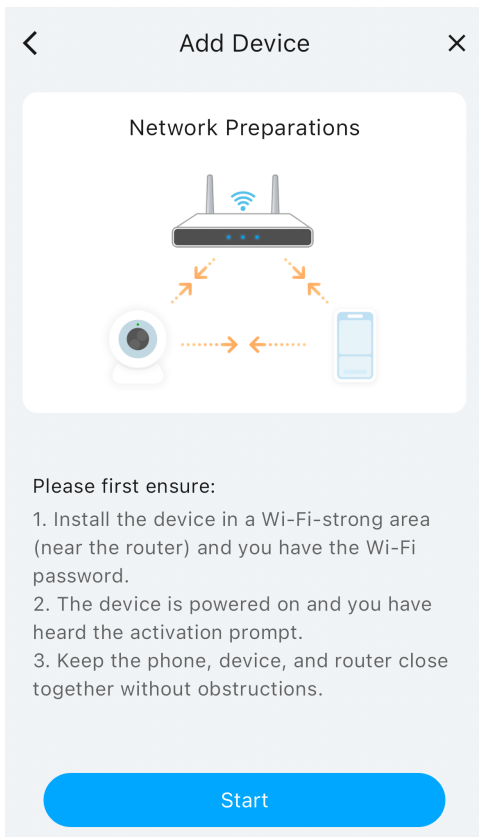 Add Device
Network Preparations
Please first ensure:
1. Install the device in a Wi-Fi-strong area
(near the router) and you have the Wi-Fi
password.
2. The device is powered on and you have
heard the activation prompt.
3. Keep the phone, device, and router close
together without obstructions.
Start